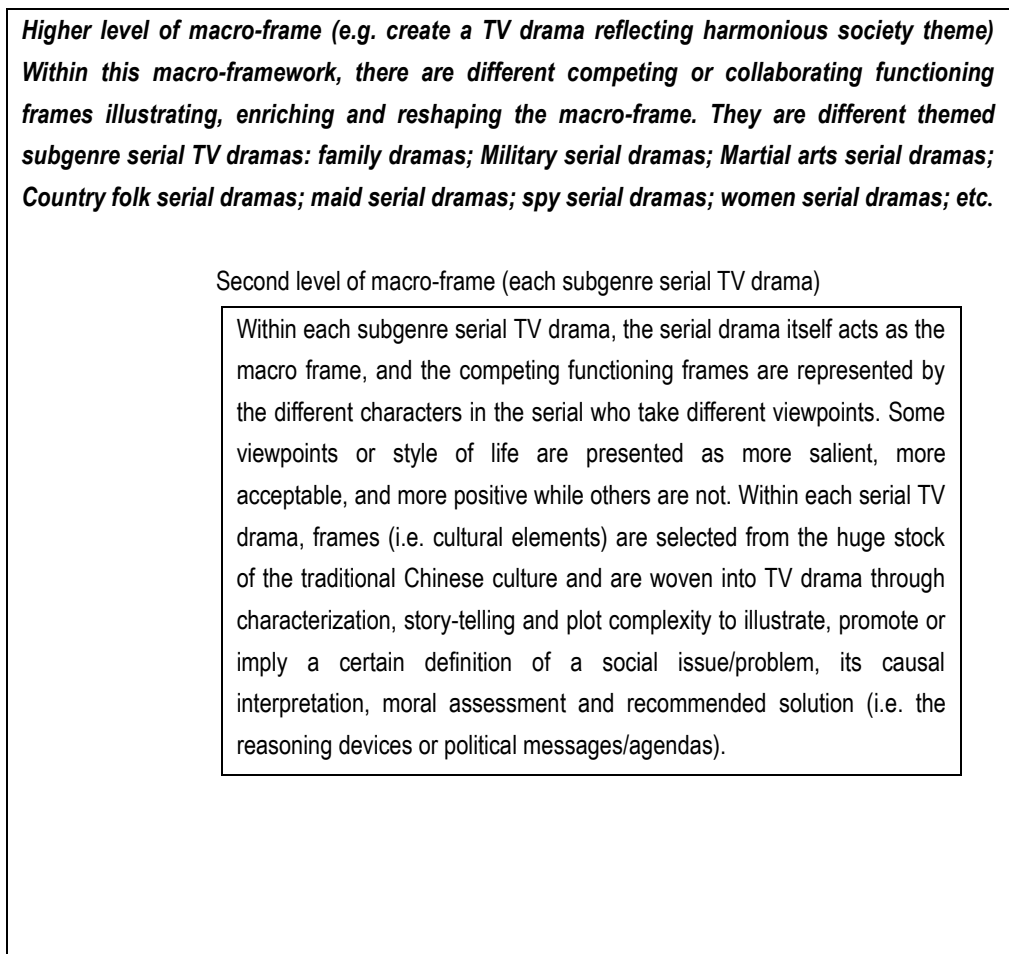 Higher level of macro-frame (e.g. create a TV drama reflecting harmonious society theme)
Within this macro-framework, there are different competing or collaborating functioning
frames illustrating, enriching and reshaping the macro-frame. They are different themed
subgenre serial TV dramas: family dramas; Military serial dramas; Martial arts serial dramas;
Country folk serial dramas; maid serial dramas; spy serial dramas; women serial dramas; etc.
Second level of macro-frame (each subgenre serial TV drama)
Within each subgenre serial TV drama, the serial drama itself acts as the
macro frame, and the competing functioning frames are represented by
the different characters in the serial who take different viewpoints. Some
viewpoints or style of life are presented as more salient, more
acceptable, and more positive while others are not. Within each serial TV
drama, frames (i.e. cultural elements) are selected from the huge stock
of the traditional Chinese culture and are woven into TV drama through
characterization, story-telling and plot complexity to illustrate, promote or
imply a certain definition of a social issue/problem, its causal
interpretation, moral assessment and recommended solution (i.e. the
reasoning devices or political messages/agendas).